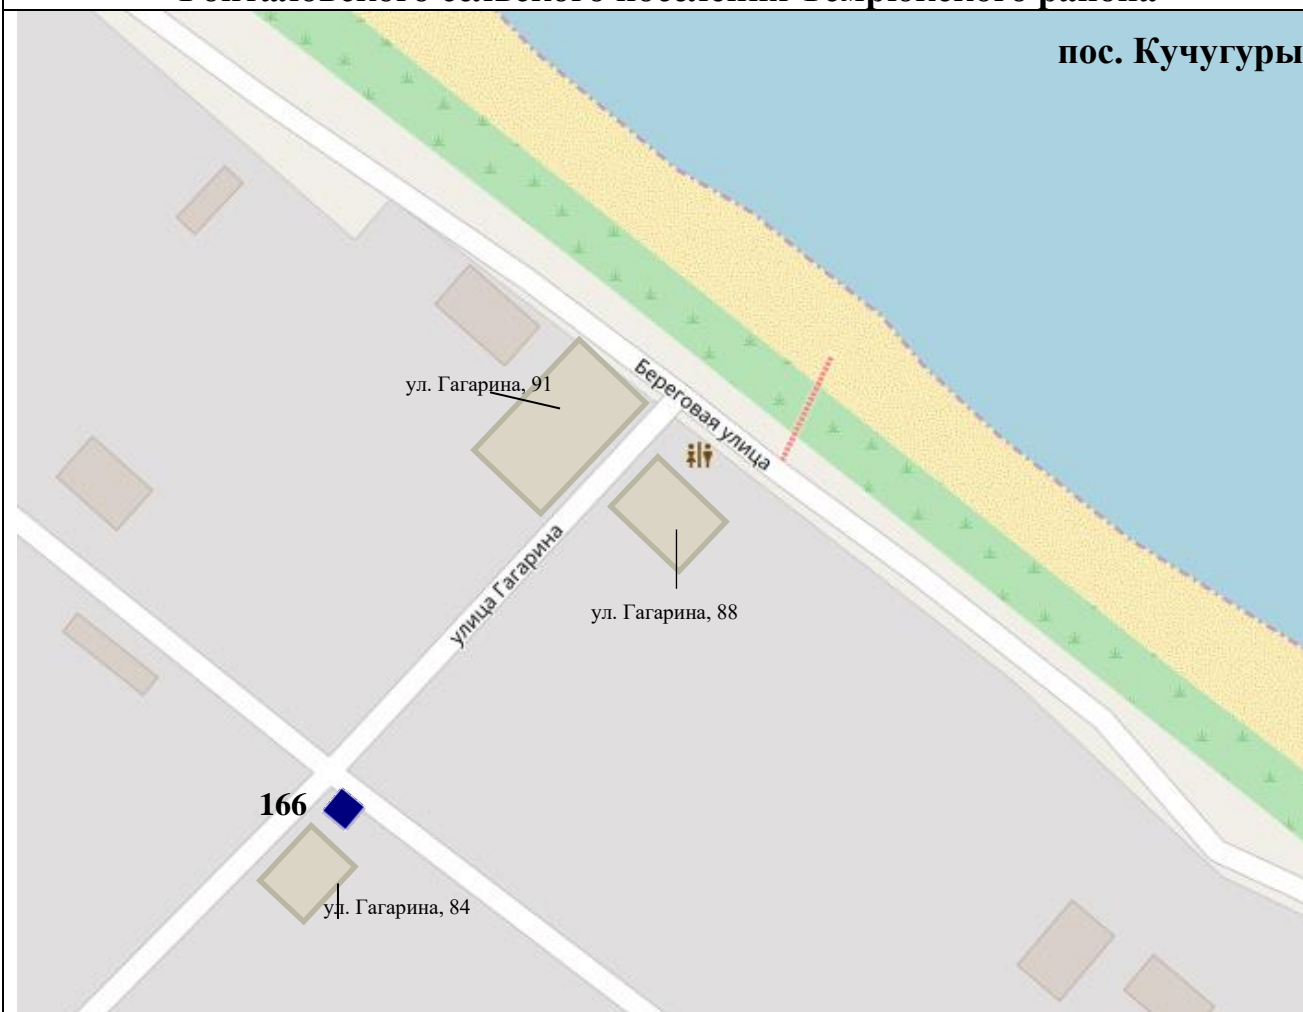 пос. Кучугуры
ул. Гагарина, 91
Береговая улица
улица Гагарина
ул. Гагарина, 88
166
ул. Гагарина, 84